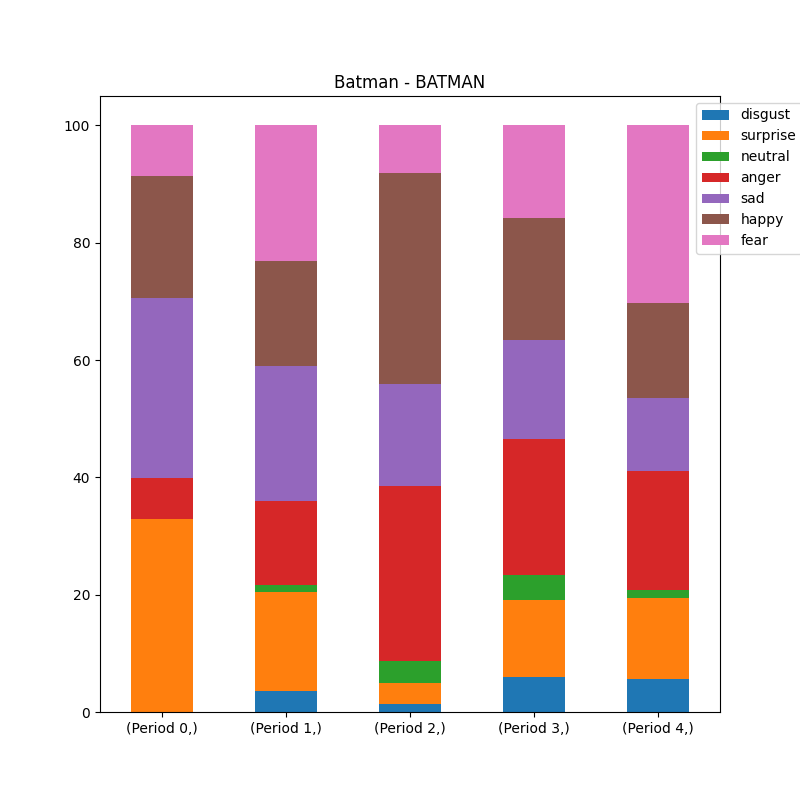 Batman - BATMAN
100
80
60
40
20
0
(Period 0,)
(Period 1,)
(Period 2,)
(Period 3,)
(Period 4,)
disgust
surprise
neutral
anger
sad
happy
fear